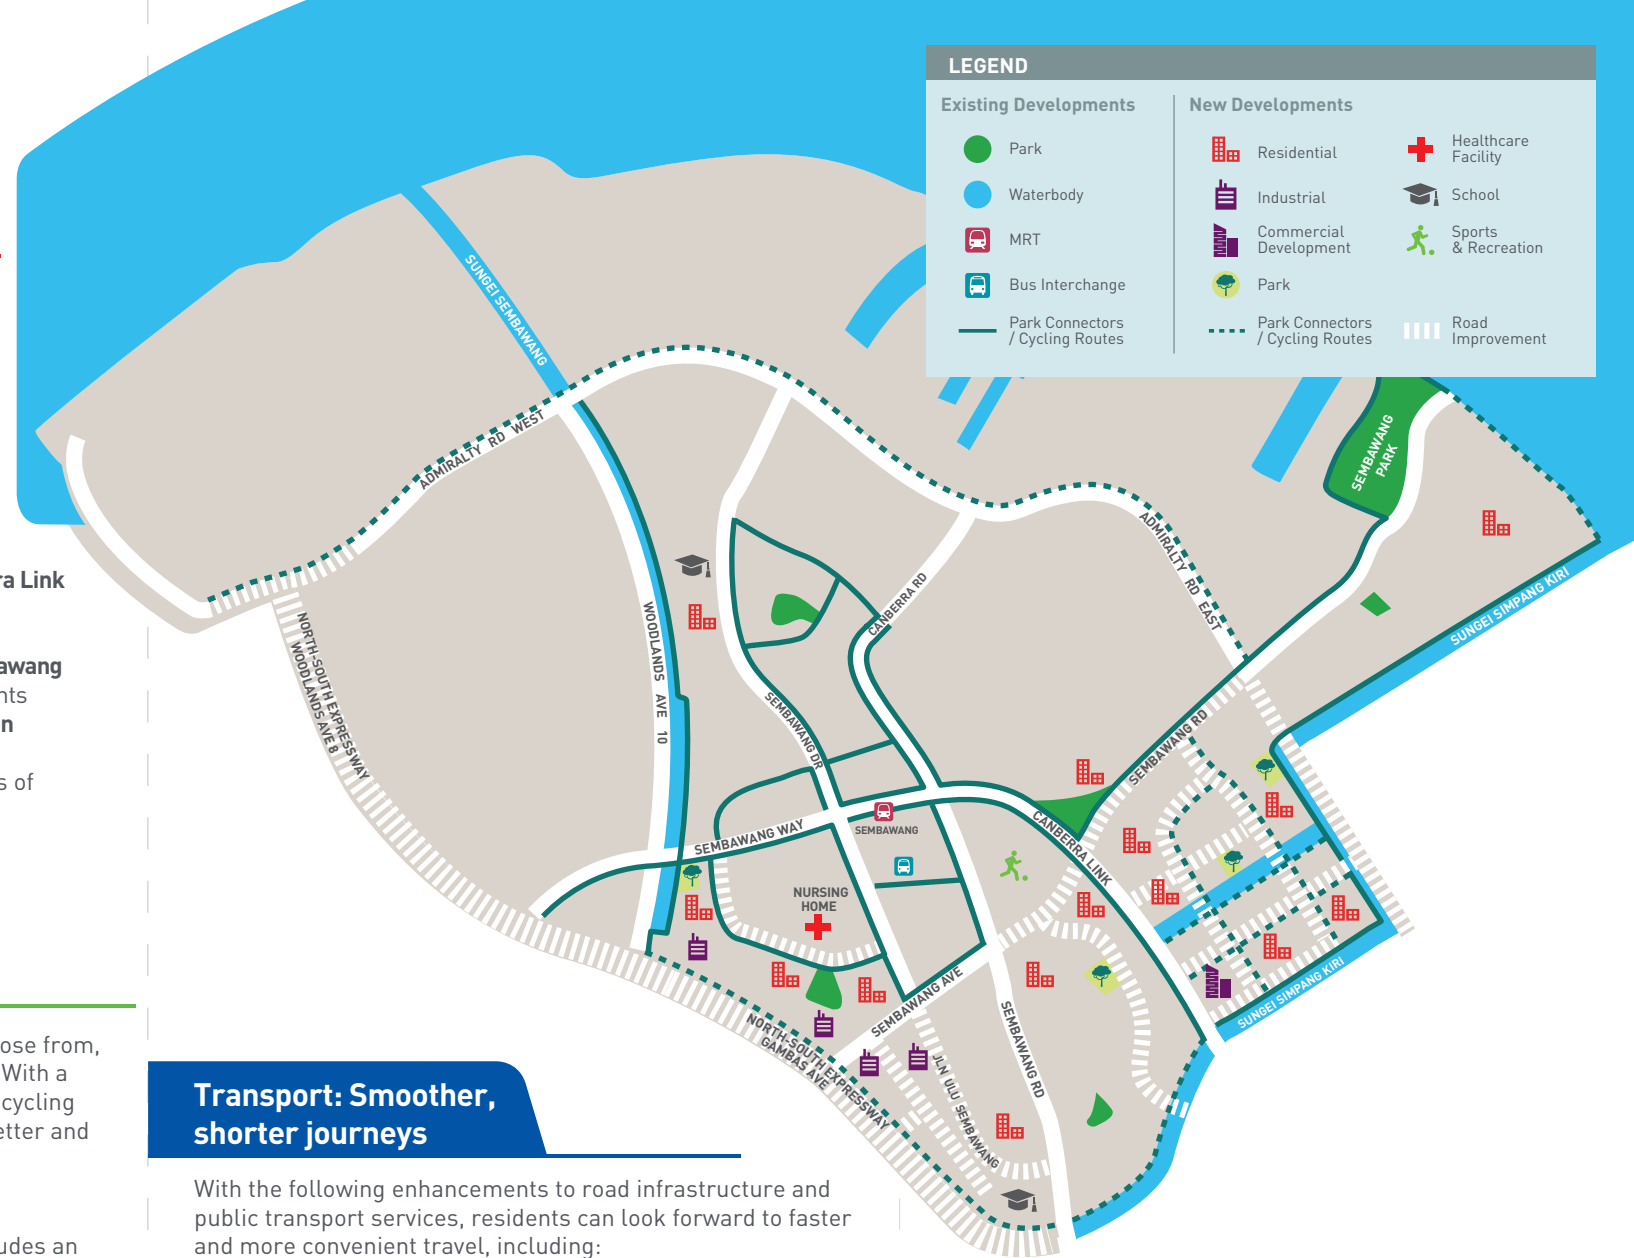 LEGEND
Existing Developments
Park
Waterbody
MRT
Bus Interchange
Park Connectors
/ Cycling Routes
New Developments
Residential
Industrial
Commercial
Development
Park
Park Connectors
/ Cycling Routes
Healthcare
Facility
School
Sports
& Recreation
Road
Improvement
SUNGEI SEMBAWANG
ADMIRALTY RD WEST
SEMBAWANG
PARK
ADMIRALTY RD EAST
SUNGEI SIMPANG KIRI
CANBERRA RD
WOODLANDS AVE 10
NORTH-SOUTH EXPRESSWAY
WOODLANDS AVE 8
SEMBAWANG DR
SEMBAWANG RD
SEMBAWANG WAY
SEMBAWANG
CANBERRA LINK
NURSING
HOME
SEMBAWANG AVE
SUNGEI SIMPANG KIRI
NORTH-SOUTH EXPRESSWAY
GAMBAS AVE
JLN ULU SEMBAWANG
SEMBAWANG RD
ra Link
awang
nts
n
s of
ose from,
With a
cycling
etter and
udes an
Transport: Smoother,
shorter journeys
With the following enhancements to road infrastructure and
public transport services, residents can look forward to faster
and more convenient travel, including: